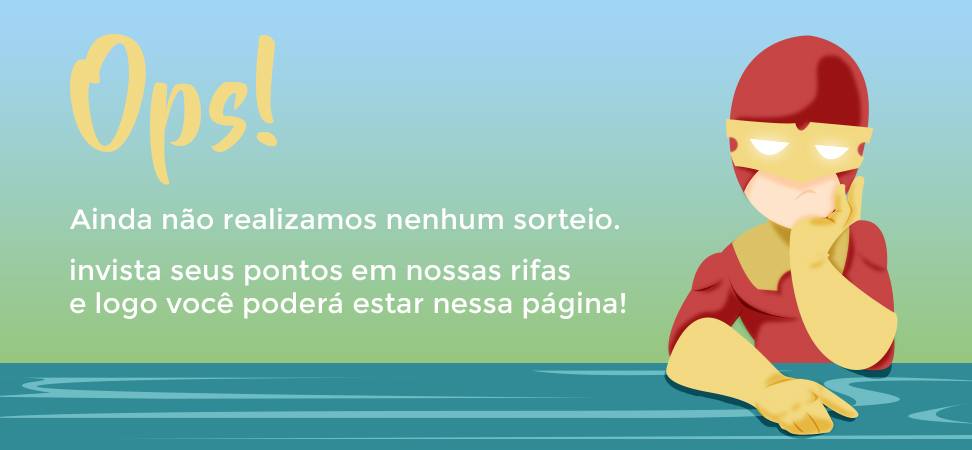 Ops!
Ainda não realizamos nenhum sorteio.
invista seus pontos em nossas rifas
e logo você poderá estar nessa página!